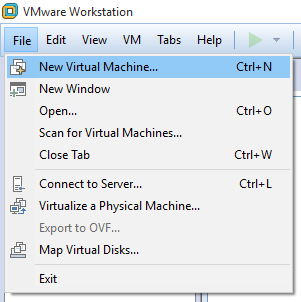 VMware Workstation
File Edit View VM Tabs Help
New Virtual Machine... Ctrl+N
New Window
Open... Ctrl+O
Scan for Virtual Machines...
Close Tab Ctrl+W
Connect to Server... Ctrl+L
Virtualize a Physical Machine...
Export to OVF...
Map Virtual Disks...
Exit